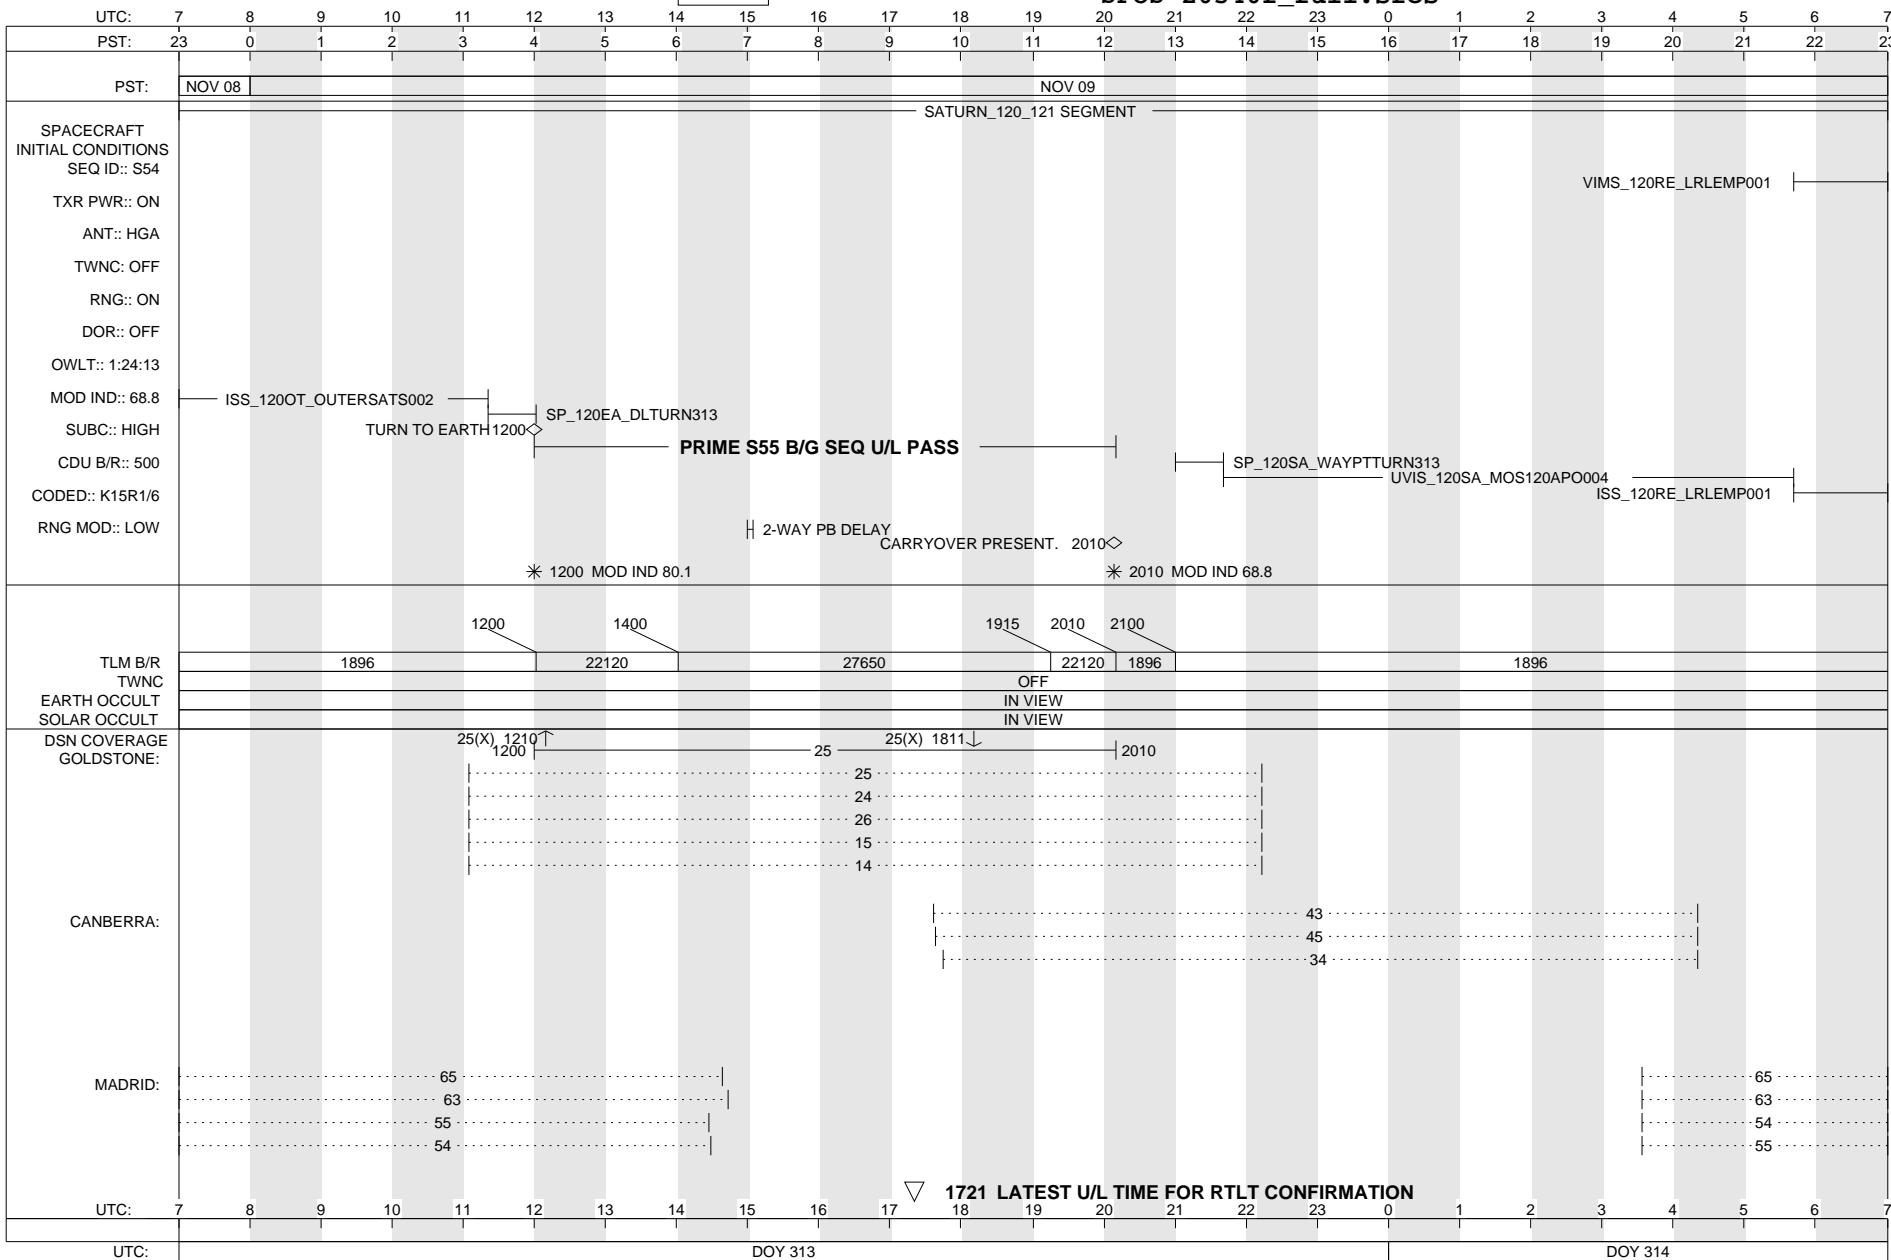 UTC: 7 8 9 10 11 12 13 14 15 16 17 18 19 20 21 22 23 0 1 2 3 4 5 6 7
PST: 23 0 1 2 3 4 5 6 7 8 9 10 11 12 13 14 15 16 17 18 19 20 21 22
PST: NOV 08 NOV 09
SATURN_120_121 SEGMENT
SPACECRAFT
INITIAL CONDITIONS
SEQ ID:: S54
VIMS_120RE_LRLEMP001
TXR PWR:: ON
ANT:: HGA
TWNC: OFF
RNG:: ON
DOR:: OFF
OWLT:: 1:24:13
MOD IND:: 68.8 ISS_120OT_OUTERSATS002
SP_120EA_DLTURN313
SUBC:: HIGH TURN TO EARTH 1200
PRIME S55 B/G SEQ U/L PASS
CDU B/R:: 500 SP_120SA_WAYPTTURN313
UVIS_120SA_MOS120APO004
CODED:: K15R1/6 ISS_120RE_LRLEMP001
RNG MOD:: LOW 2-WAY PB DELAY
CARRYOVER PRESENT. 2010
1200 MOD IND 80.1 2010 MOD IND 68.8
1200 1400 1915 2010 2100
TLM B/R 1896 22120 27650 22120 1896 1896
TWNC OFF
EARTH OCCULT IN VIEW
SOLAR OCCULT IN VIEW
DSN COVERAGE 25(X) 1210 25(X) 1811
GOLDSTONE: 1200 25 2010
25
24
26
15
14
CANBERRA: 43
45
34
MADRID: 65 65
63 63
55 54
54 55
1721 LATEST U/L TIME FOR RTLT CONFIRMATION
UTC: 7 8 9 10 11 12 13 14 15 16 17 18 19 20 21 22 23 0 1 2 3 4 5 6 7
UTC: DOY 313 DOY 314